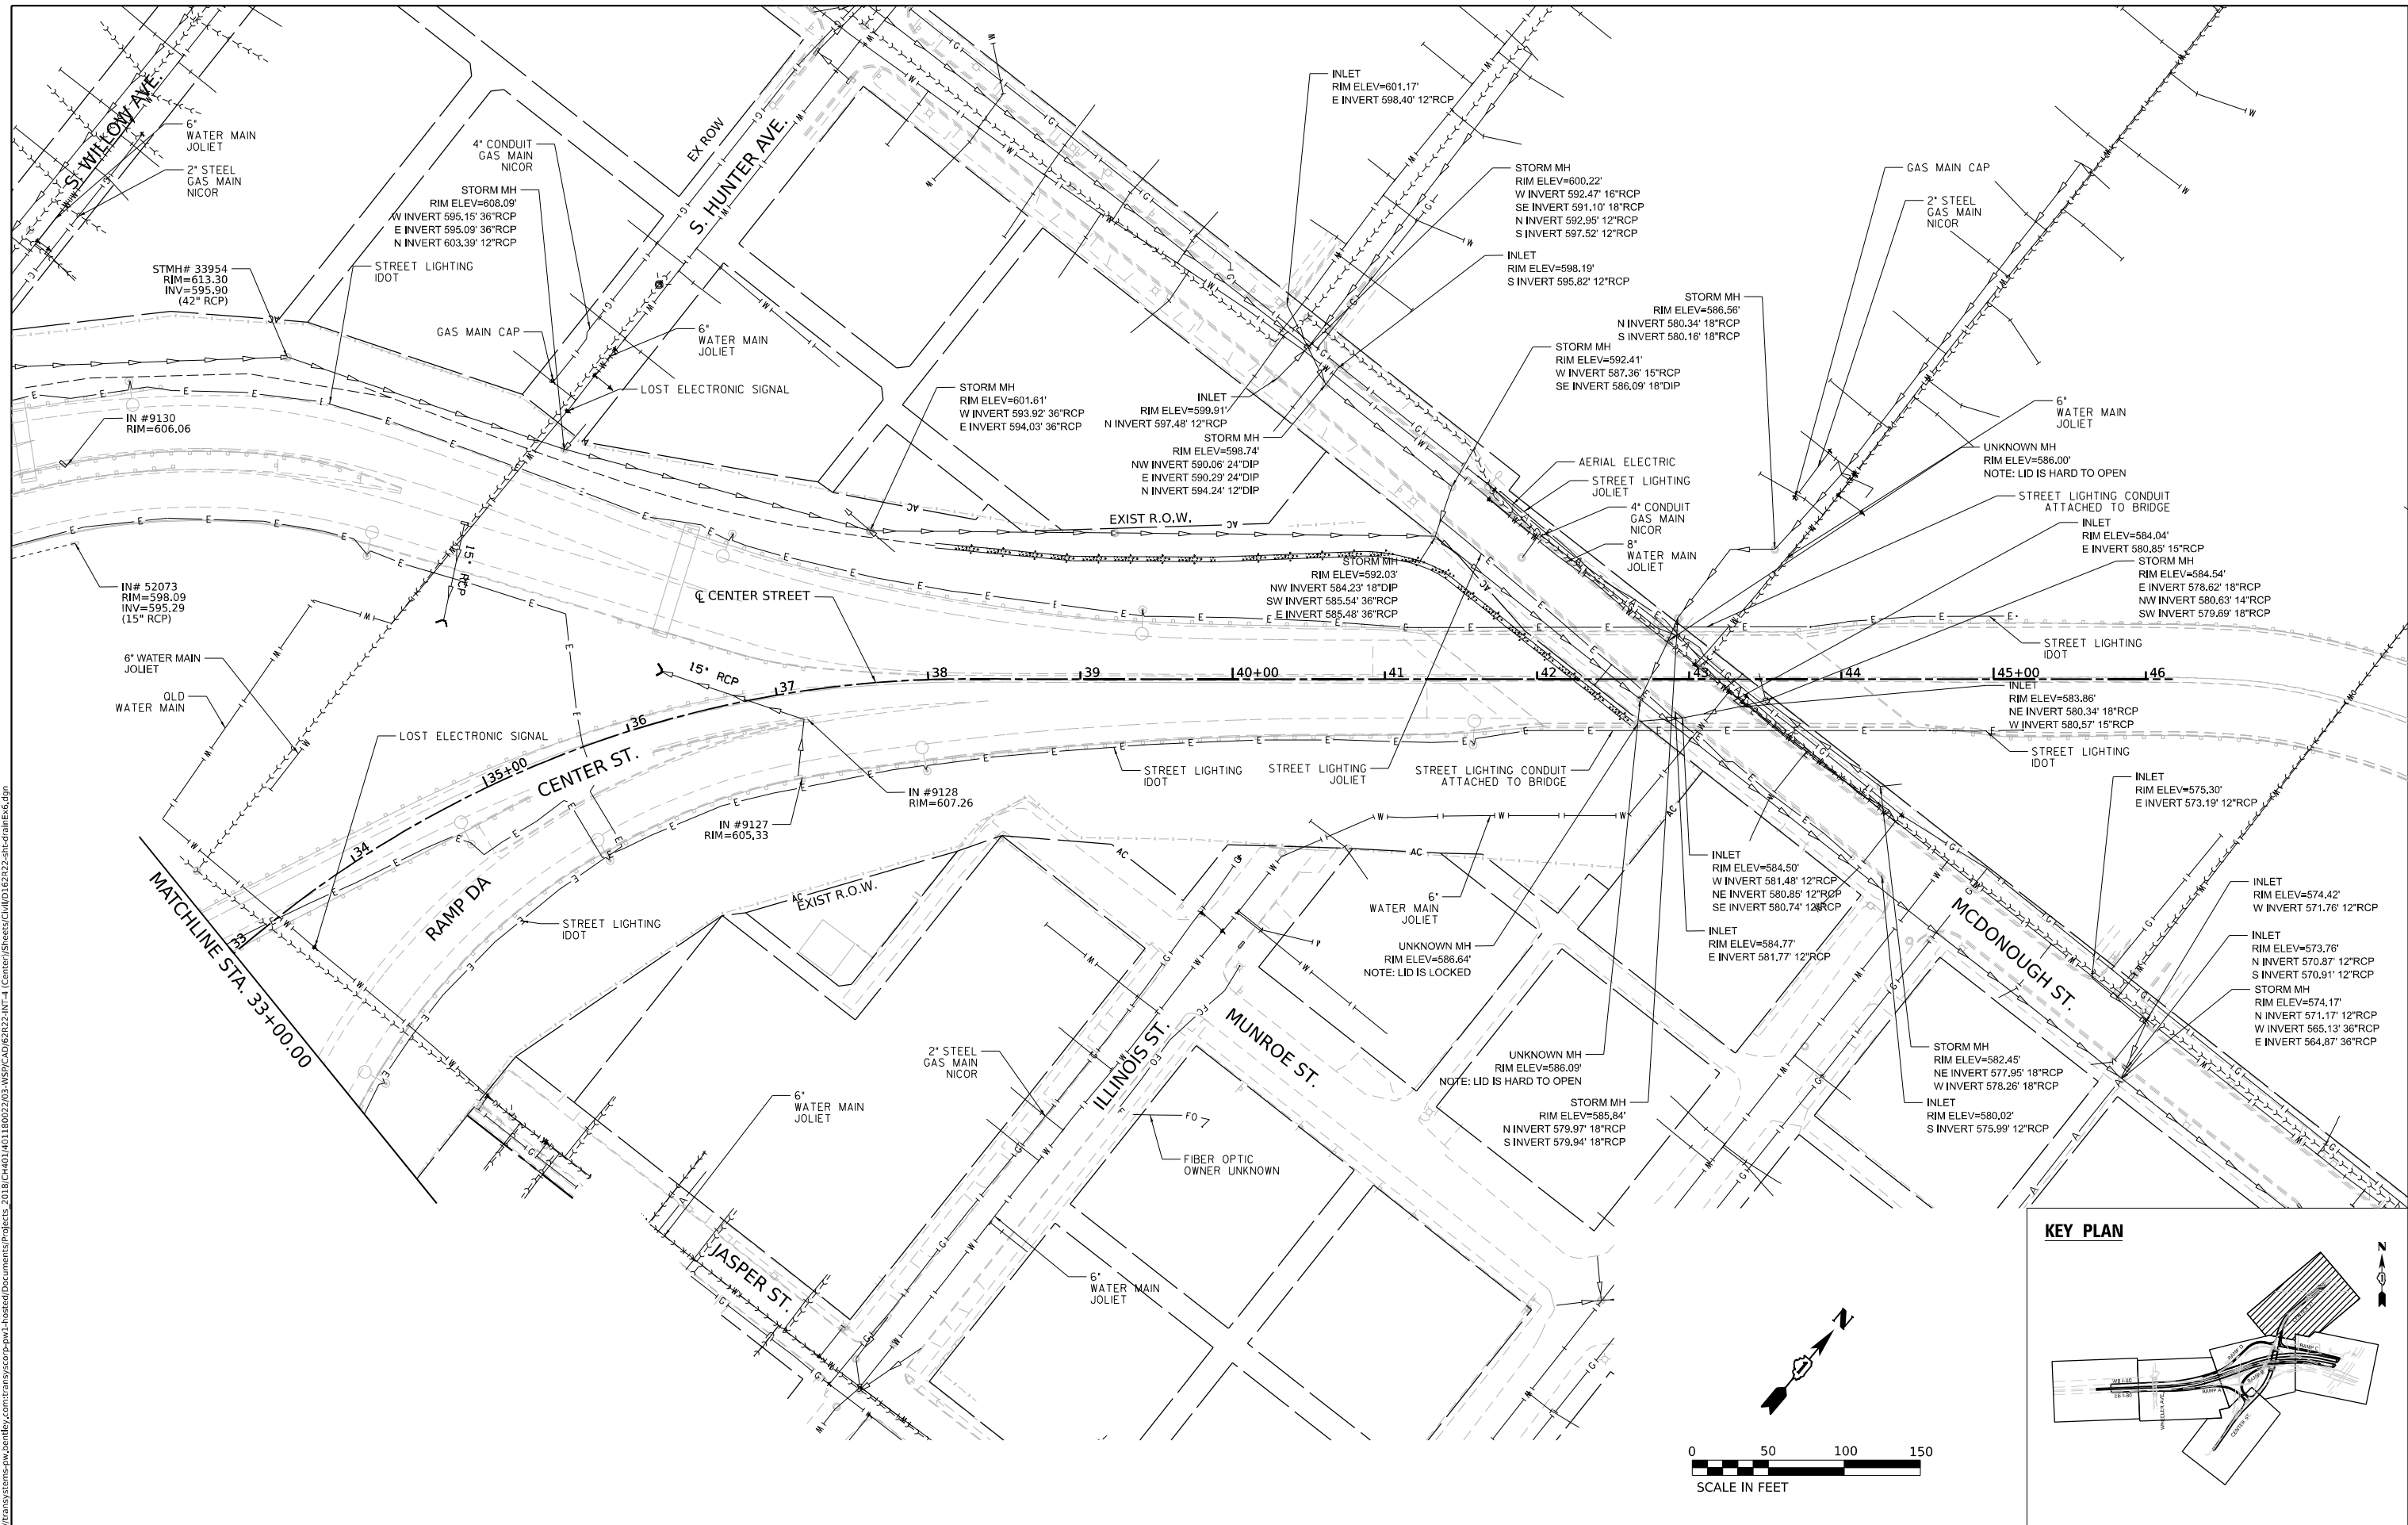 S. WILLOW AVE.
6"
WATER MAIN
JOLIET
2" STEEL
GAS MAIN
NICOR
4" CONDUIT
GAS MAIN
NICOR
STORM MH
RIM ELEV=608.09'
W INVERT 595.15' 36"RCP
E INVERT 595.09' 36"RCP
N INVERT 603.39' 12"RCP
STREET LIGHTING
IDOT
STMH# 33954
RIM=613.30
INV=595.90
(42" RCP)
GAS MAIN CAP
EX ROW
S. HUNTER AVE.
6"
WATER MAIN
JOLIET
LOST ELECTRONIC SIGNAL
IN #9130
RIM=606.06
IN# 52073
RIM=598.09
INV=595.29
(15" RCP)
15" RCP
6" WATER MAIN
JOLIET
OLD
WATER MAIN
LOST ELECTRONIC SIGNAL
INLET
RIM ELEV=601.17'
E INVERT 598.40' 12"RCP
STORM MH
RIM ELEV=600.22'
W INVERT 592.47' 16"RCP
SE INVERT 591.10' 18"RCP
N INVERT 592.95' 12"RCP
S INVERT 597.52' 12"RCP
INLET
RIM ELEV=598.19'
S INVERT 595.82' 12"RCP
STORM MH
RIM ELEV=586.56'
N INVERT 580.34' 18"RCP
S INVERT 580.16' 18"RCP
STORM MH
RIM ELEV=592.41'
W INVERT 587.36' 15"RCP
SE INVERT 586.09' 18"DIP
STORM MH
RIM ELEV=601.61'
W INVERT 593.92' 36"RCP
E INVERT 594.03' 36"RCP
INLET
RIM ELEV=599.91'
N INVERT 597.48' 12"RCP
STORM MH
RIM ELEV=598.74'
NW INVERT 590.06' 24"DIP
E INVERT 590.29' 24"DIP
N INVERT 594.24' 12"DIP
GAS MAIN CAP
2" STEEL
GAS MAIN
NICOR
6"
WATER MAIN
JOLIET
UNKNOWN MH
RIM ELEV=586.00'
NOTE: LID IS HARD TO OPEN
STREET LIGHTING CONDUIT
ATTACHED TO BRIDGE
AERIAL ELECTRIC
STREET LIGHTING
JOLIET
4" CONDUIT
GAS MAIN
NICOR
8"
WATER MAIN
JOLIET
INLET
RIM ELEV=584.04'
E INVERT 580.85' 15"RCP
STORM MH
RIM ELEV=584.54'
E INVERT 578.62' 18"RCP
NW INVERT 580.63' 14"RCP
SW INVERT 579.69' 18"RCP
EXIST R.O.W.
STORM MH
RIM ELEV=592.03'
NW INVERT 584.23' 18"DIP
SW INVERT 585.54' 36"RCP
E INVERT 585.48' 36"RCP
℄ CENTER STREET
STREET LIGHTING
IDOT
15" RCP
33
34
35+00
36
37
38
39
40+00
41
42
43
44
45+00
46
INLET
RIM ELEV=583.86'
NE INVERT 580.34' 18"RCP
W INVERT 580.57' 15"RCP
STREET LIGHTING
IDOT
CENTER ST.
IN #9128
RIM=607.26
IN #9127
RIM=605.33
STREET LIGHTING
IDOT
STREET LIGHTING
JOLIET
STREET LIGHTING CONDUIT
ATTACHED TO BRIDGE
INLET
RIM ELEV=575.30'
E INVERT 573.19' 12"RCP
INLET
RIM ELEV=584.50'
W INVERT 581.48' 12"RCP
NE INVERT 580.85' 12"RCP
SE INVERT 580.74' 12"RCP
INLET
RIM ELEV=584.77'
E INVERT 581.77' 12"RCP
INLET
RIM ELEV=574.42'
W INVERT 571.76' 12"RCP
INLET
RIM ELEV=573.76'
N INVERT 570.87' 12"RCP
S INVERT 570.91' 12"RCP
STORM MH
RIM ELEV=574.17'
N INVERT 571.17' 12"RCP
W INVERT 565.13' 36"RCP
E INVERT 564.87' 36"RCP
MCDONOUGH ST.
RAMP DA
EXIST R.O.W.
STREET LIGHTING
IDOT
MATCHLINE STA. 33+00.00
6"
WATER MAIN
JOLIET
UNKNOWN MH
RIM ELEV=586.64'
NOTE: LID IS LOCKED
MUNROE ST.
ILLINOIS ST.
2" STEEL
GAS MAIN
NICOR
6"
WATER MAIN
JOLIET
FO
FIBER OPTIC
OWNER UNKNOWN
UNKNOWN MH
RIM ELEV=586.09'
NOTE: LID IS HARD TO OPEN
STORM MH
RIM ELEV=585.84'
N INVERT 579.97' 18"RCP
S INVERT 579.94' 18"RCP
STORM MH
RIM ELEV=582.45'
NE INVERT 577.95' 18"RCP
W INVERT 578.26' 18"RCP
INLET
RIM ELEV=580.02'
S INVERT 575.99' 12"RCP
JASPER ST.
6"
WATER MAIN
JOLIET
N
0 50 100 150
SCALE IN FEET
KEY PLAN
N
WB I-80
EB I-80
WHEELER AVE
RAMP A
RAMP D
RAMP B
RAMP C
CENTER ST.